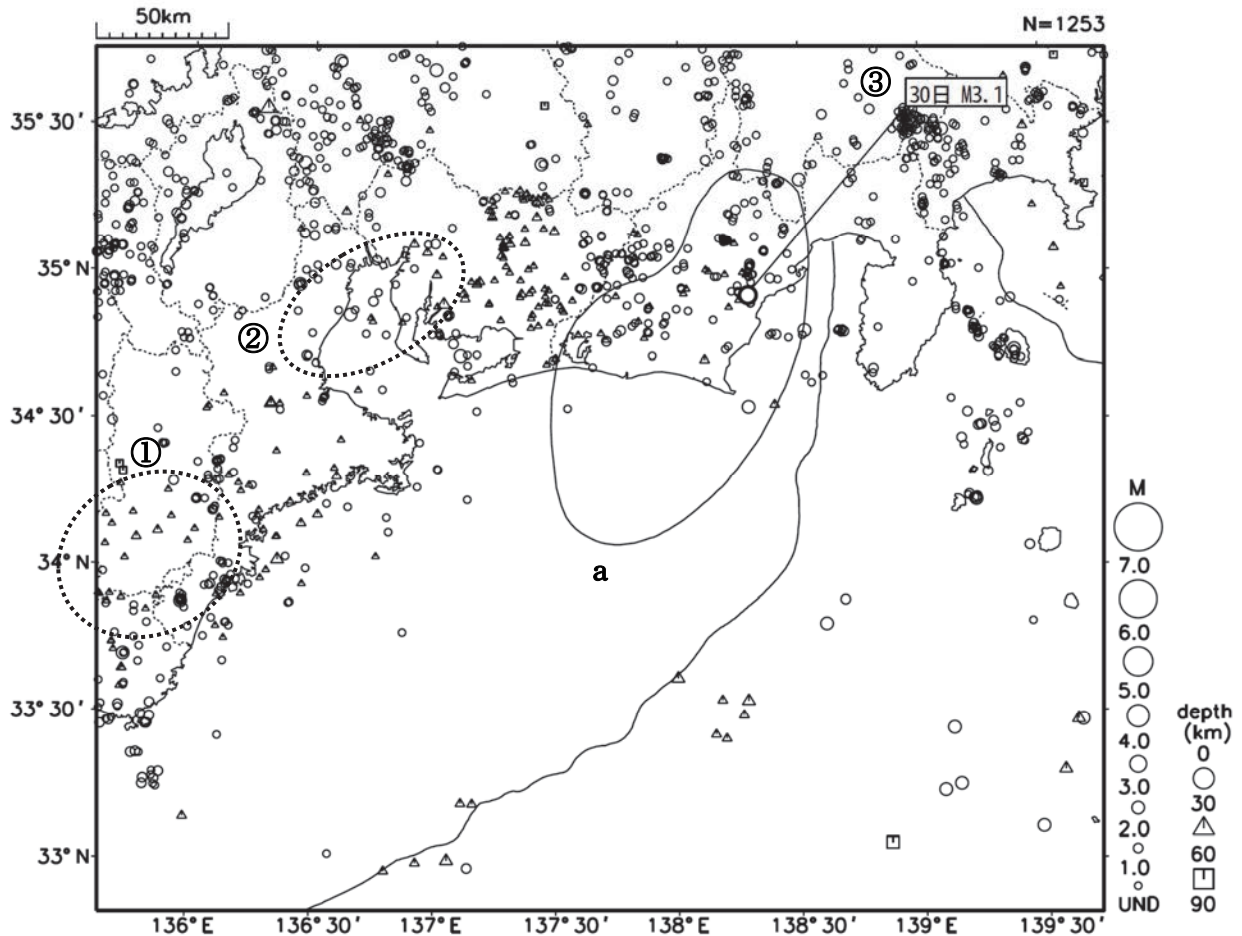 50km
N=1253
③
30日 M3.1
35°30′
35°N
②
34°30′
①
34°N
a
33°30′
33°N
136°E
136°30′
137°E
137°30′
138°E
138°30′
139°E
139°30′
M
7.0
6.0
5.0
4.0
3.0
2.0
1.0
UND
depth
(km)
0
30
60
90